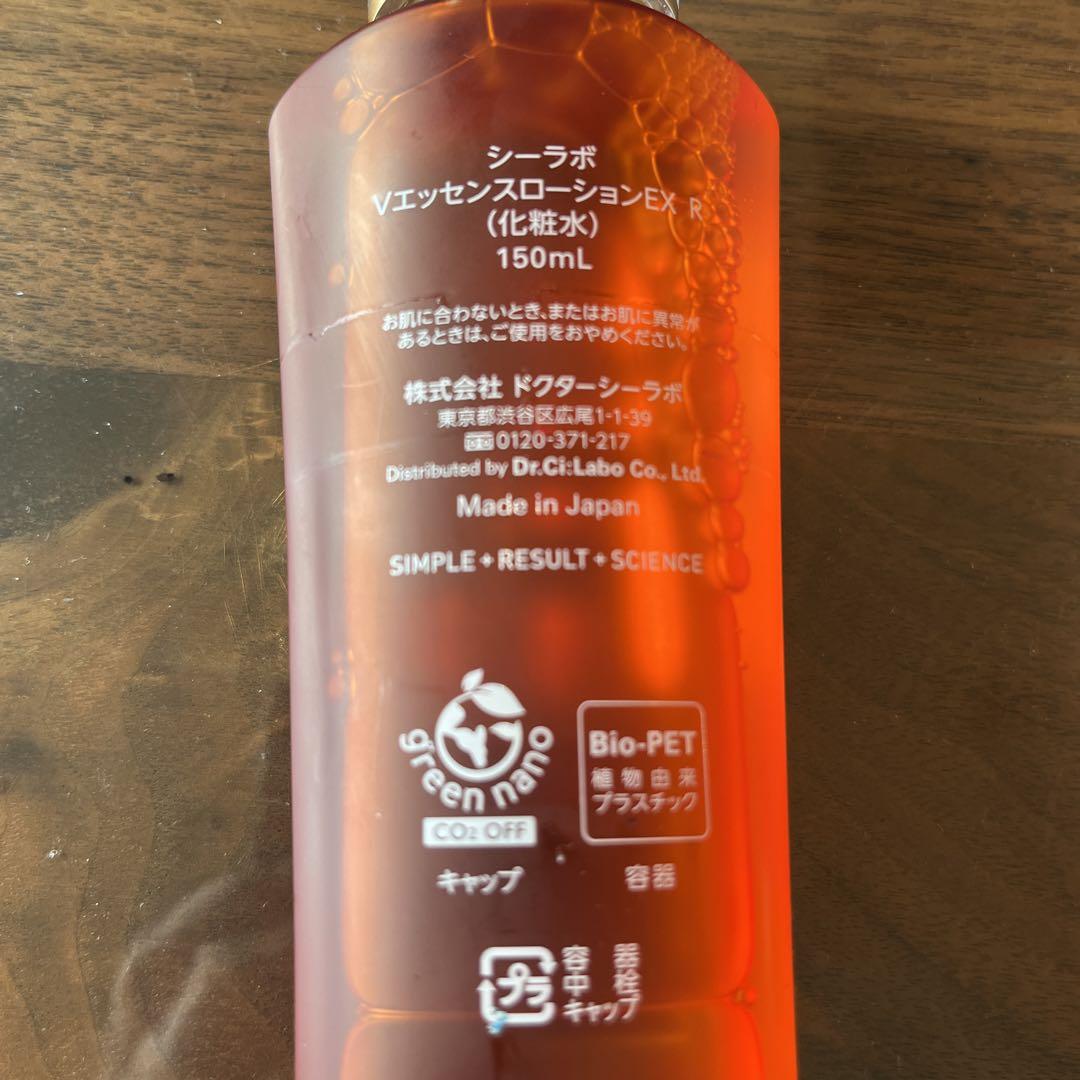 シーラボ
VエッセンスローションEX R
(化粧水)
150mL
お肌に合わないとき、またはお肌に異常が
あるときは、ご使用をおやめください。
株式会社 ドクターシーラボ
東京都渋谷区広尾1-1-39
0120-371-217
Distributed by Dr.Ci:Labo Co., Ltd.
Made in Japan
SIMPLE+RESULT+SCIENCE
green nano
CO₂ OFF
キャップ
Bio-PET
植物由来
プラスチック
容器
プラ
容器
中栓
キャップ